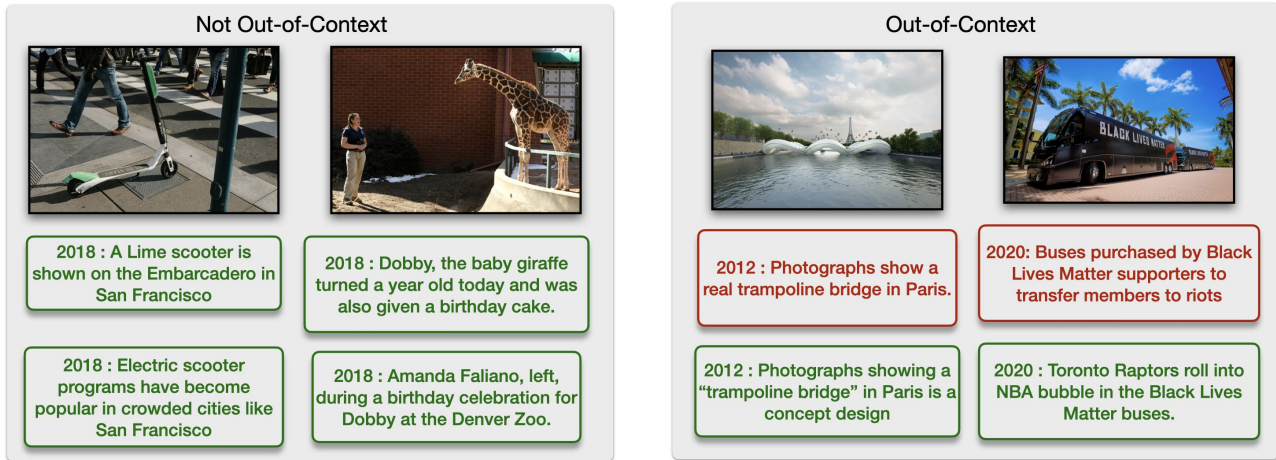 Not Out-of-Context
2018 : A Lime scooter is
shown on the Embarcadero in
San Francisco
2018 : Dobby, the baby giraffe
turned a year old today and was
also given a birthday cake.
2018 : Electric scooter
programs have become
popular in crowded cities like
San Francisco
2018 : Amanda Faliano, left,
during a birthday celebration for
Dobby at the Denver Zoo.
Out-of-Context
BLACK LIVES MATTER
2012 : Photographs show a
real trampoline bridge in Paris.
2020: Buses purchased by Black
Lives Matter supporters to
transfer members to riots
2012 : Photographs showing a
“trampoline bridge” in Paris is a
concept design
2020 : Toronto Raptors roll into
NBA bubble in the Black Lives
Matter buses.